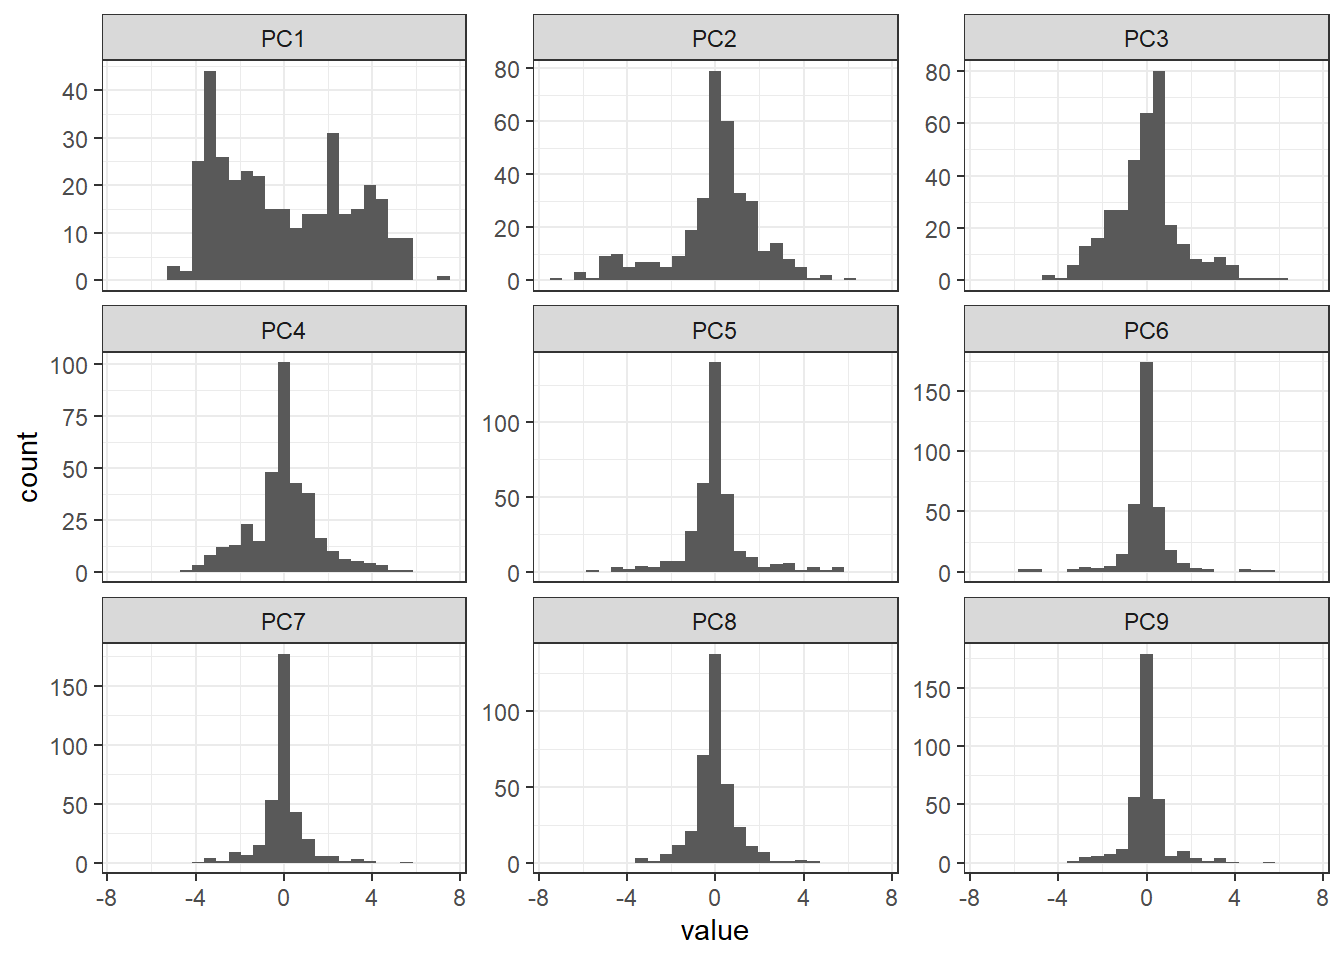 PC1 PC2 PC3
40 30 20 10 0
80 60 40 20 0
80 60 40 20 0
PC4 PC5 PC6
100 75 50 25 0
100 50 0
150 100 50 0
PC7 PC8 PC9
150 100 50 0
100 50 0
150 100 50 0
-8 -4 0 4 8 -8 -4 0 4 8 -8 -4 0 4 8
value
count